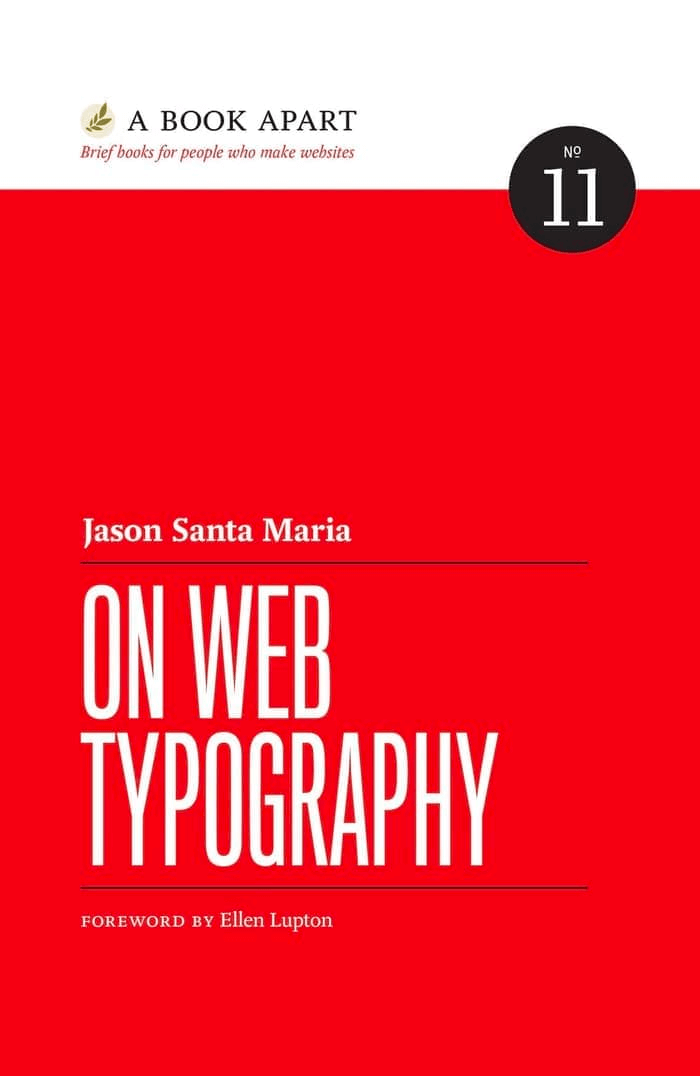 A BOOK APART
Brief books for people who make websites
Nº
11
Jason Santa Maria
ON WEB
TYPOGRAPHY
FOREWORD BY Ellen Lupton